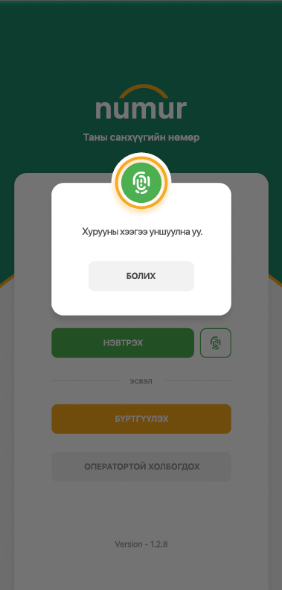 numur
Таны санхүүгийн нөмөр
Хурууны хээгээ уншуулна уу.
БОЛИХ
НЭВТРЭХ
эсвэл
БҮРТГҮҮЛЭХ
ОПЕРАТОРТОЙ ХОЛБОГДОХ
Version - 1.2.8